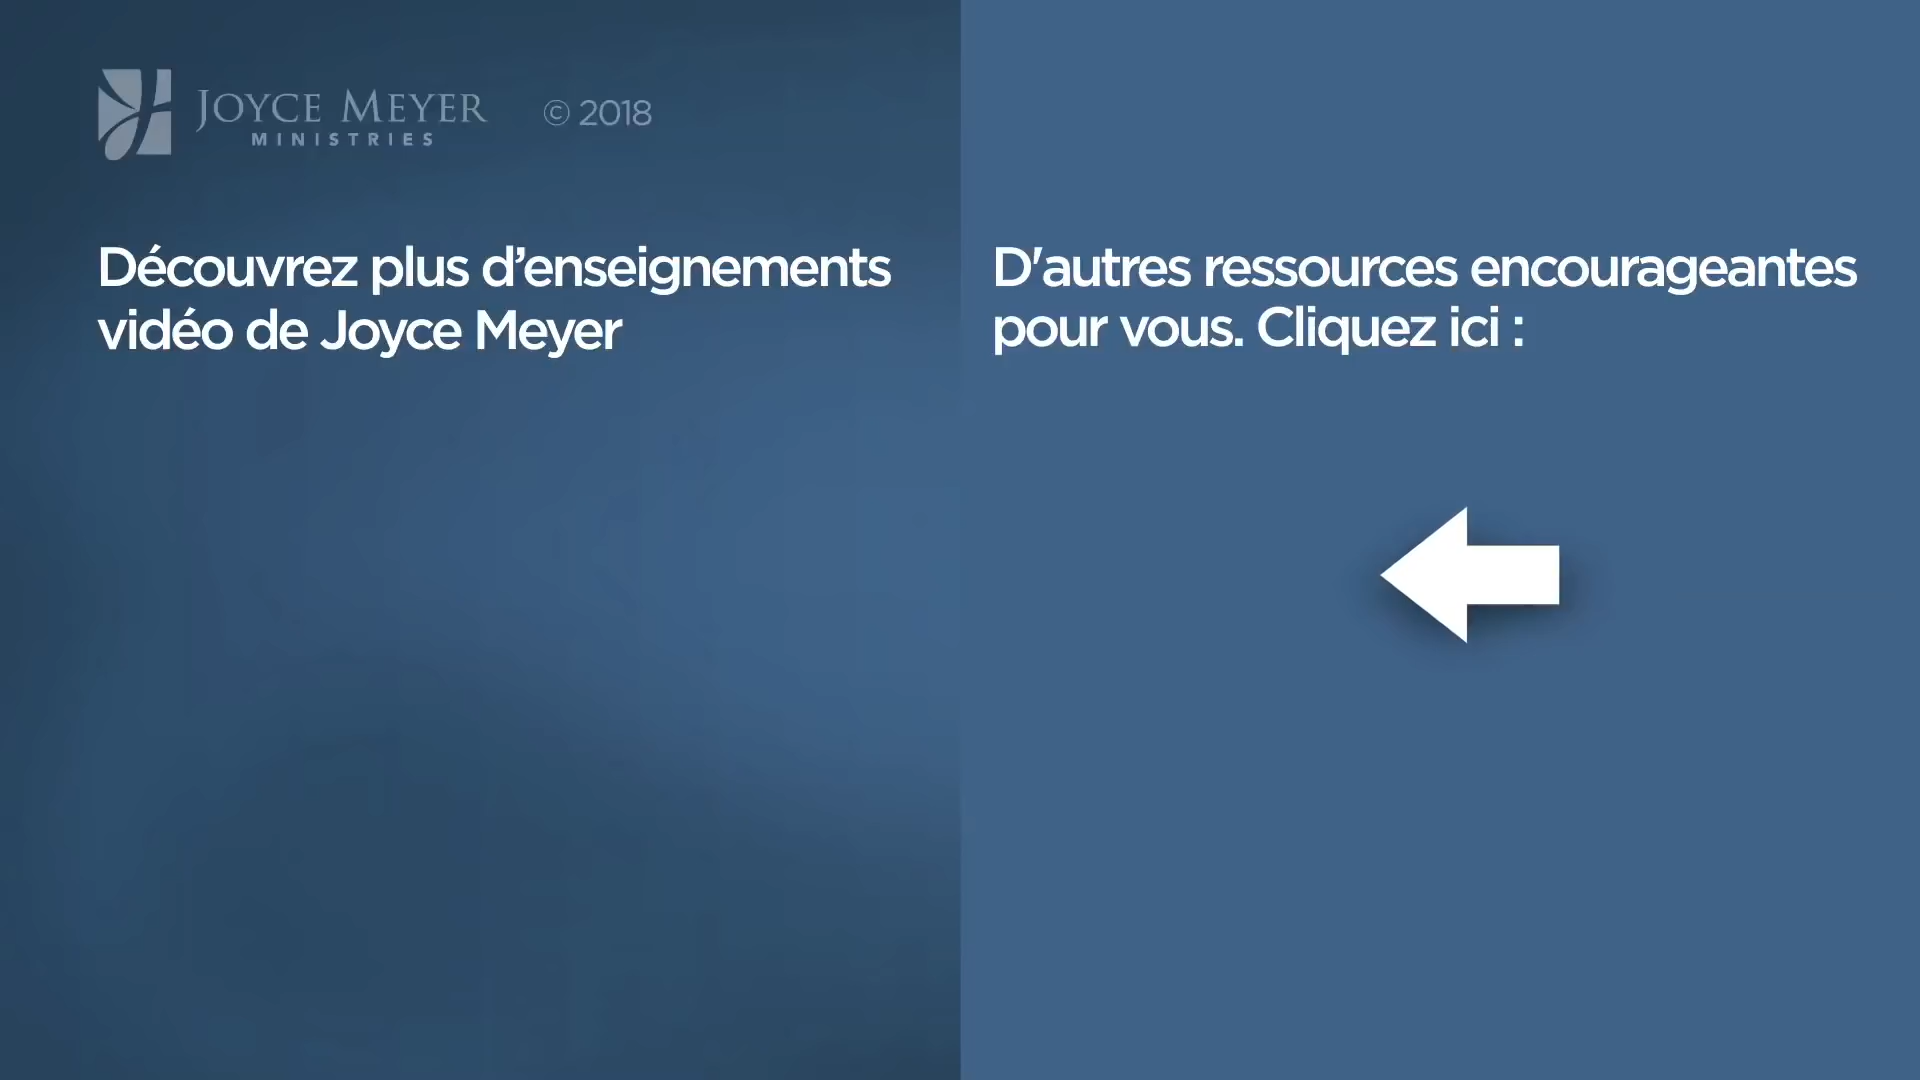 JOYCE MEYER
MINISTRIES
© 2018
Découvrez plus d’enseignements
vidéo de Joyce Meyer
D'autres ressources encourageantes
pour vous. Cliquez ici :